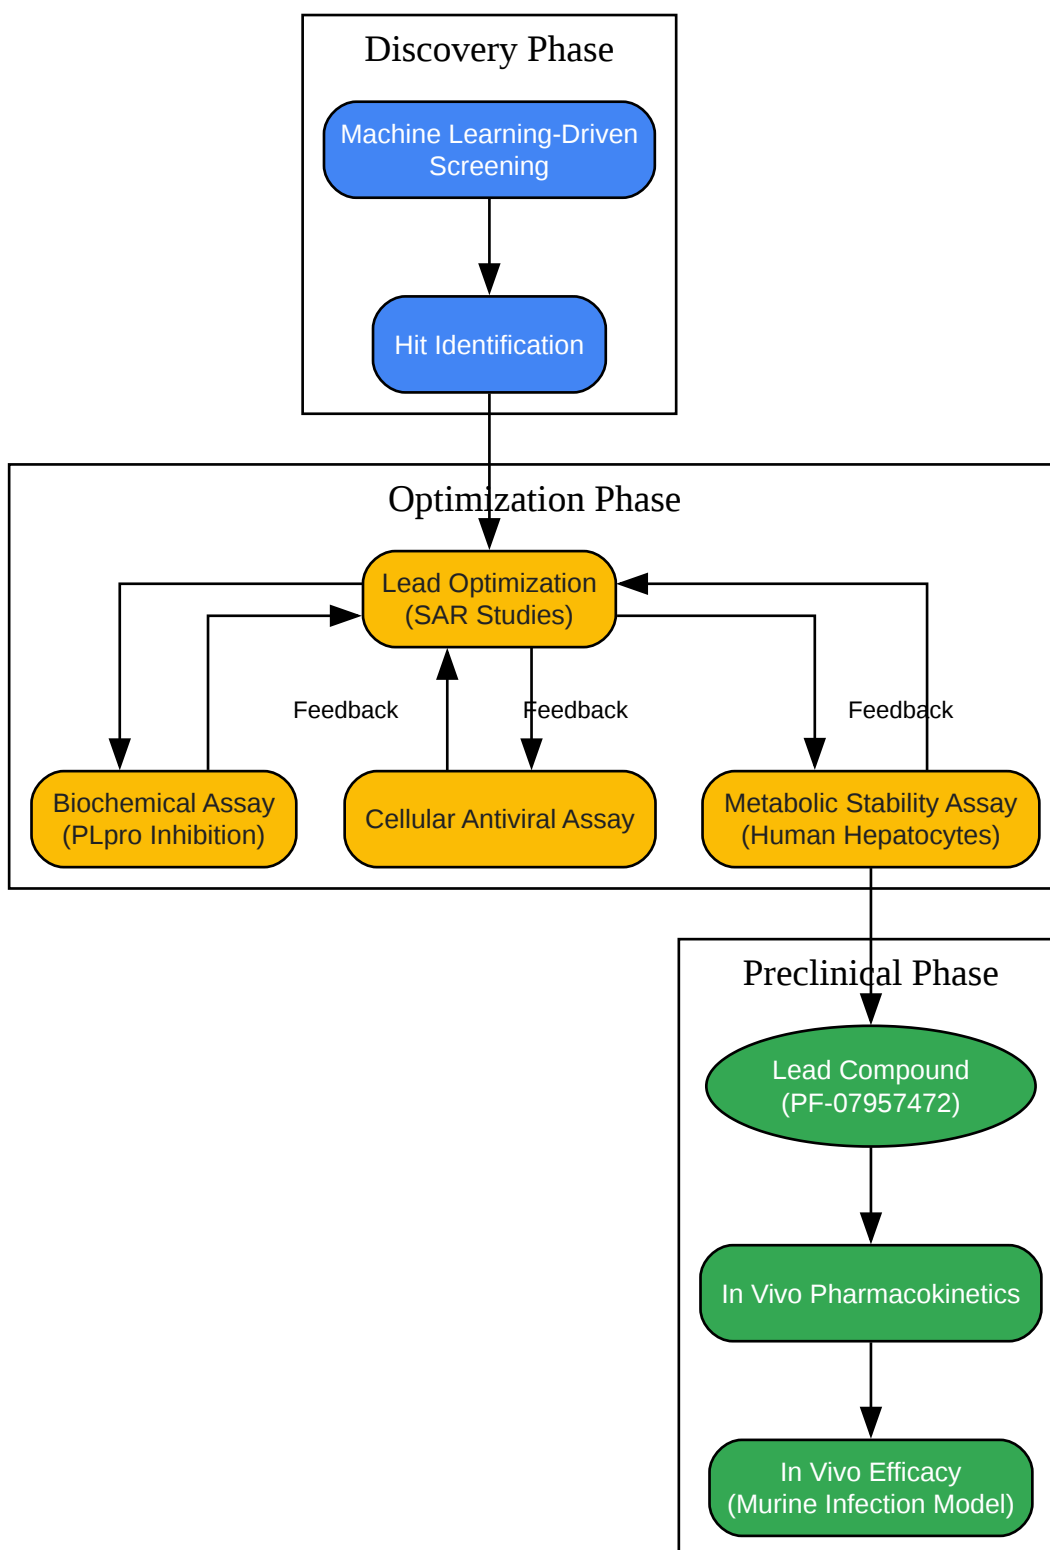 Discovery Phase
Machine Learning-Driven
Screening
Hit Identification
Optimization Phase
Lead Optimization
(SAR Studies)
Feedback
Feedback
Feedback
Biochemical Assay
(PLpro Inhibition)
Cellular Antiviral Assay
Metabolic Stability Assay
(Human Hepatocytes)
Preclinical Phase
Lead Compound
(PF-07957472)
In Vivo Pharmacokinetics
In Vivo Efficacy
(Murine Infection Model)